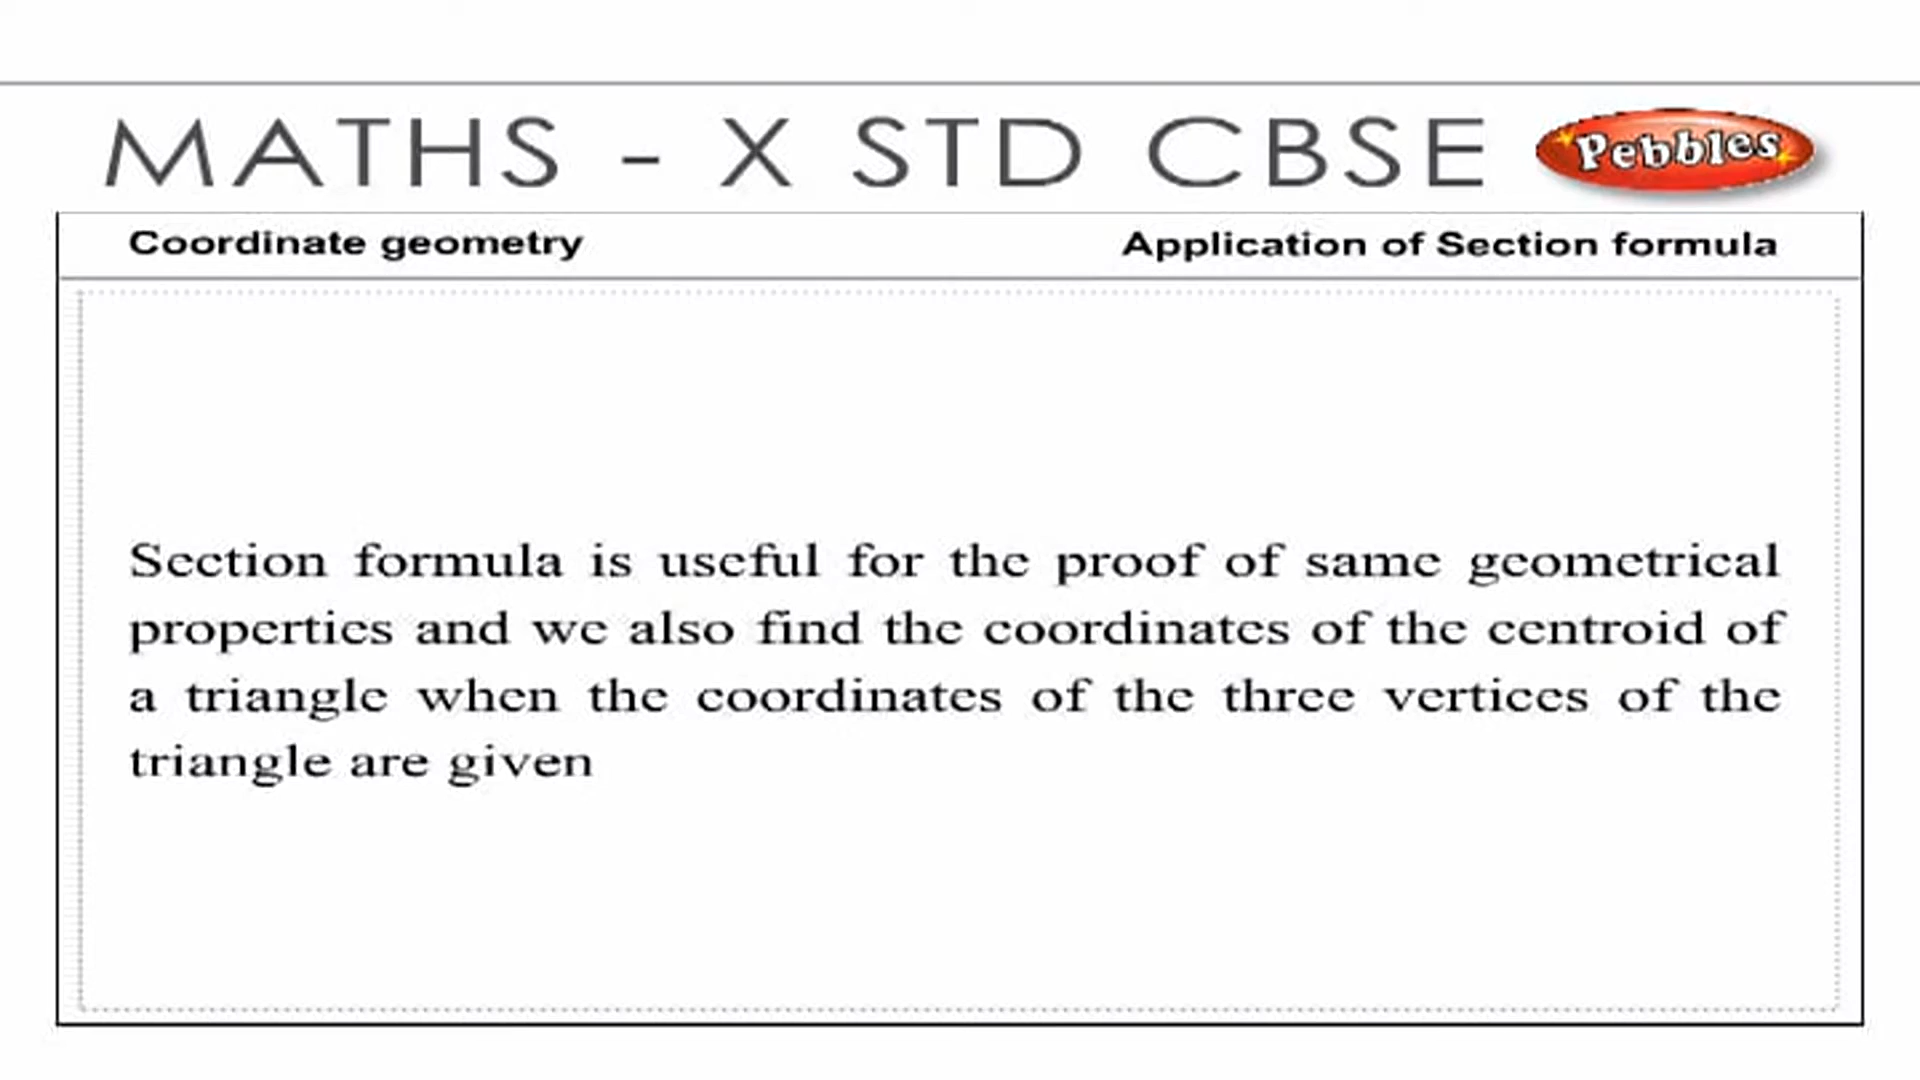 MATHS - X STD CBSE Pebbles
Coordinate geometry Application of Section formula
Section formula is useful for the proof of same geometrical
properties and we also find the coordinates of the centroid of
a triangle when the coordinates of the three vertices of the
triangle are given